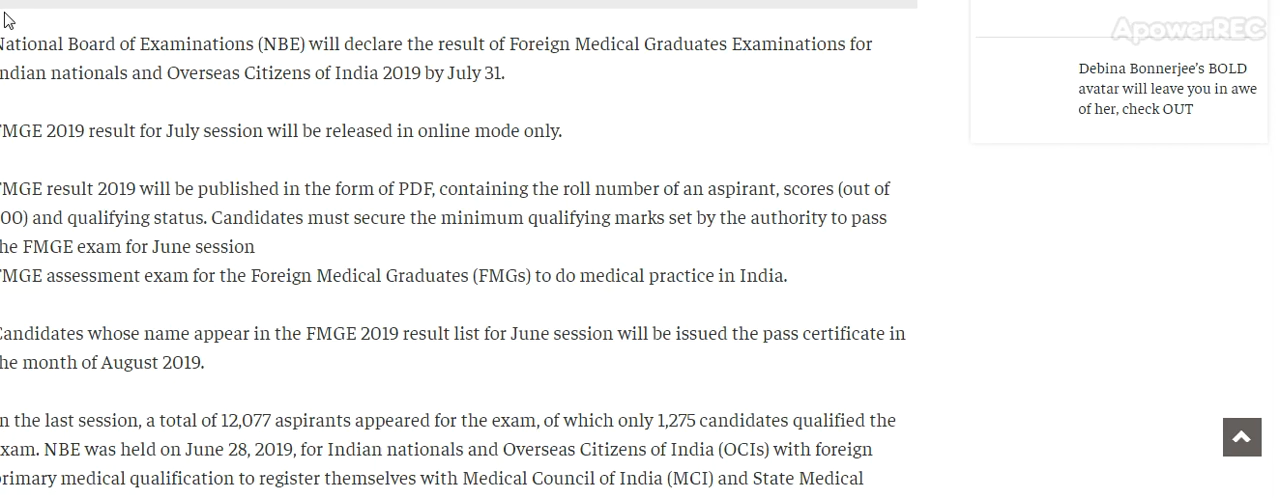 National Board of Examinations (NBE) will declare the result of Foreign Medical Graduates Examinations for
ndian nationals and Overseas Citizens of India 2019 by July 31.
FMGE 2019 result for July session will be released in online mode only.
FMGE result 2019 will be published in the form of PDF, containing the roll number of an aspirant, scores (out of
00) and qualifying status. Candidates must secure the minimum qualifying marks set by the authority to pass
he FMGE exam for June session
FMGE assessment exam for the Foreign Medical Graduates (FMGs) to do medical practice in India.
Candidates whose name appear in the FMGE 2019 result list for June session will be issued the pass certificate in
he month of August 2019.
n the last session, a total of 12,077 aspirants appeared for the exam, of which only 1,275 candidates qualified the
xam. NBE was held on June 28, 2019, for Indian nationals and Overseas Citizens of India (OCIs) with foreign
primary medical qualification to register themselves with Medical Council of India (MCI) and State Medical
ApowerREC
Debina Bonnerjee's BOLD
avatar will leave you in awe
of her, check OUT